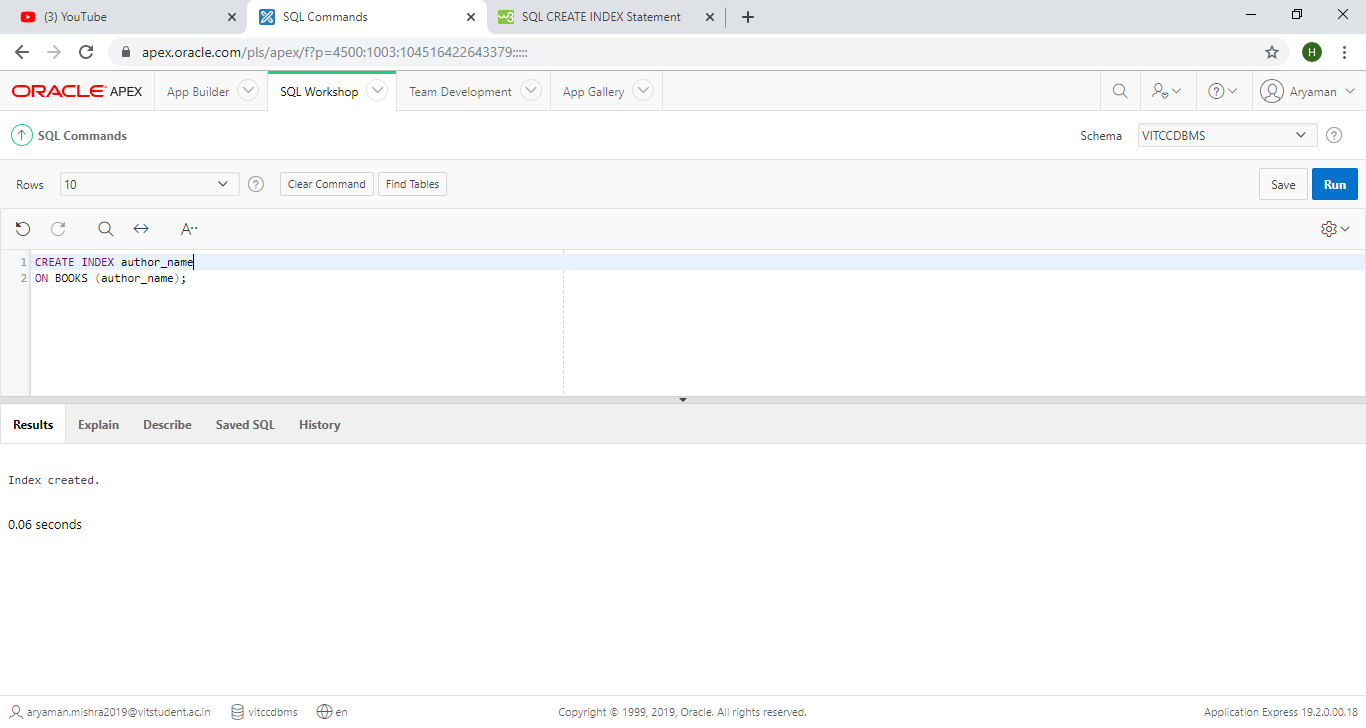 (3) YouTube
SQL Commands
SQL CREATE INDEX Statement
apex.oracle.com/pls/apex/f?p=4500:1003:104516422643379:::::
H
ORACLE APEX
App Builder
SQL Workshop
Team Development
App Gallery
Aryaman
SQL Commands
Schema
VITCCDBMS
Rows
10
Clear Command
Find Tables
Save
Run
A··
1 CREATE INDEX author_name
2 ON BOOKS (author_name);
Results
Explain
Describe
Saved SQL
History
Index created.
0.06 seconds
aryaman.mishra2019@vitstudent.ac.in
vitccdbms
en
Copyright © 1999, 2019, Oracle. All rights reserved.
Application Express 19.2.0.00.18